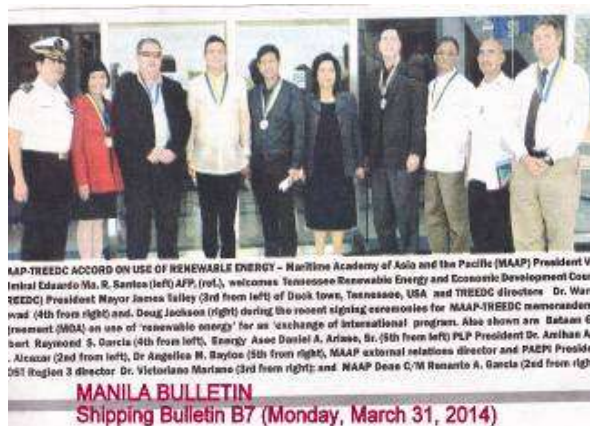 AAP-TREEDC ACCORD ON USE OF RENEWABLE ENERGY – Maritime Academy of Asia and the Pacific (MAAP) President V
dmiral Eduardo Ma. R. Santos (left) AFP, (ret.), welcomes Tennessee Renewable Energy and Economic Development Coun
REEDC) President Mayor James Talley (3rd from left) of Duck town, Tennessee, USA and TREEDC directors Dr. War
wad (4th from right) and. Doug Jackson (right) during the recent signing ceremonies for MAAP-TREEDC memorandem
greement (MOA) on use of 'renewable energy' for an 'exchange of international program. Also shown are Bataan G
bert Raymond S. Garcia (4th from left), Energy Asec Daniel A. Ariaso, Sr. (5th from left) PLP President Dr. Amihan A
. Alcazar (2nd from left), Dr Angelica M. Baylon (5th from right), MAAP external relations director and PAEPI Preside
OST Region 3 director Dr. Victoriano Mariano (3rd from right); and MAAP Dean C/M Renante A. Garcia (2nd from righ
MANILA BULLETIN
Shipping Bulletin B7 (Monday, March 31, 2014)